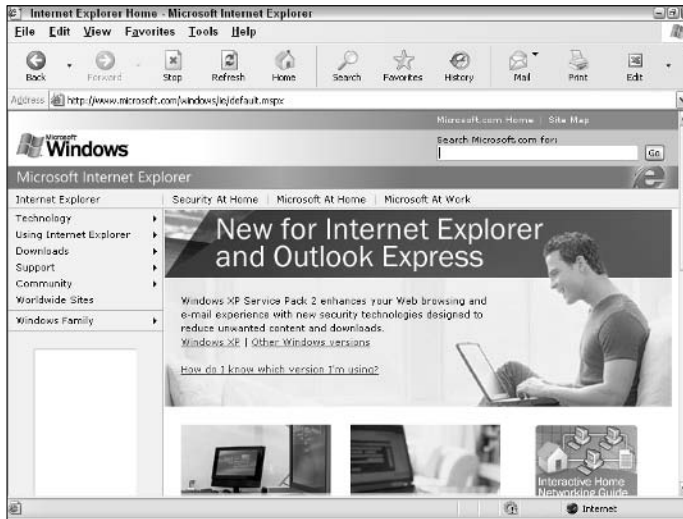 Internet Explorer Home - Microsoft Internet Explorer
File Edit View Favorites Tools Help
Back Forward Stop Refresh Home Search Favorites History Mail Print Edit
Address http://www.microsoft.com/windows/ie/default.mspx
Microsoft.com Home | Site Map
Microsoft
Windows
Search Microsoft.com for:
Go
Microsoft Internet Explorer
Internet Explorer | Security At Home | Microsoft At Home | Microsoft At Work
Technology
Using Internet Explorer
Downloads
Support
Community
Worldwide Sites
Windows Family
New for Internet Explorer
and Outlook Express
Windows XP Service Pack 2 enhances your Web browsing and
e-mail experience with new security technologies designed to
reduce unwanted content and downloads.
Windows XP | Other Windows versions
How do I know which version I'm using?
Interactive Home
Networking Guide
Internet